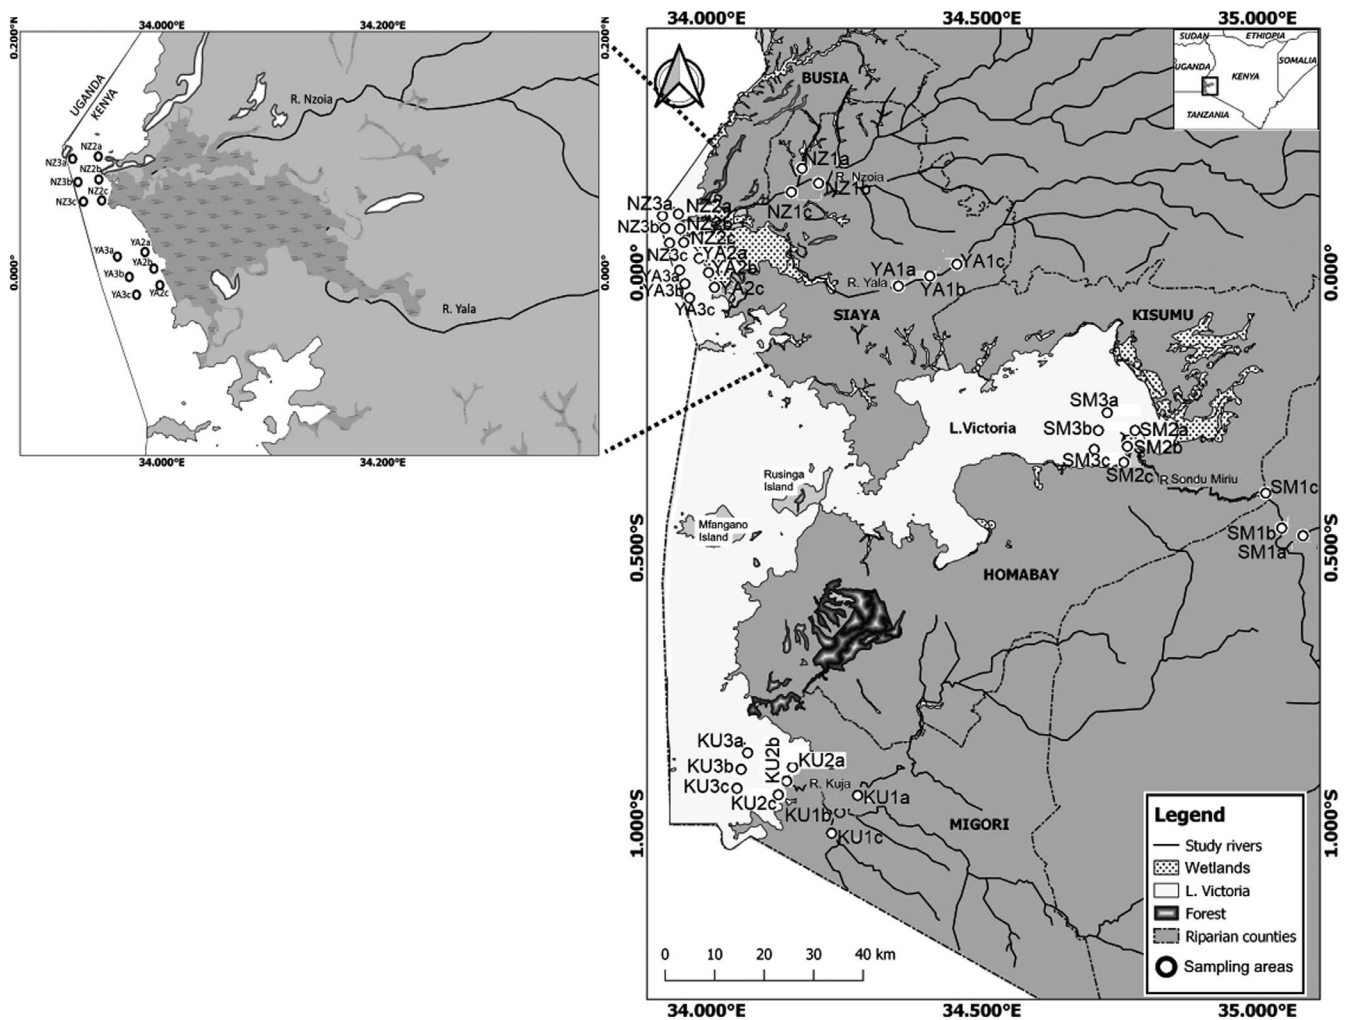 34.000°E
34.200°E
0.200°N
0.200°N
UGANDA
KENYA
R. Nzoia
NZ2a
NZ3a
NZ2b
NZ3b
NZ2c
NZ3c
YA2a
YA3a
YA2b
YA3b
YA2c
YA3c
R. Yala
0.000°
0.000°
34.000°E
34.200°E
34.000°E
34.500°E
35.000°E
SUDAN
ETHIOPIA
UGANDA
SOMALIA
KENYA
TANZANIA
BUSIA
NZ1a
R. Nzoia
NZ1b
NZ1c
NZ3a
NZ2a
NZ3b
NZ2b
NZ2c
NZ3c
YA2a
YA3a
YA2b
YA3b
YA2c
YA3c
YA1c
YA1a
YA1b
R. Yala
0.000°
0.000°
SIAYA
KISUMU
SM3a
L.Victoria
SM3b
SM2a
SM2b
SM3c
SM2c
R Sondu Miriu
SM1c
Rusinga
Island
Mfangano
Island
SM1b
SM1a
0.500°S
0.500°S
HOMABAY
KU3a
KU2b
KU2a
KU3b
KU3c
R. Kuja
KU1a
KU2c
KU1b
KU1c
MIGORI
1.000°S
1.000°S
Legend
Study rivers
Wetlands
L. Victoria
Forest
Riparian counties
Sampling areas
0 10 20 30 40 km
34.000°E
34.500°E
35.000°E